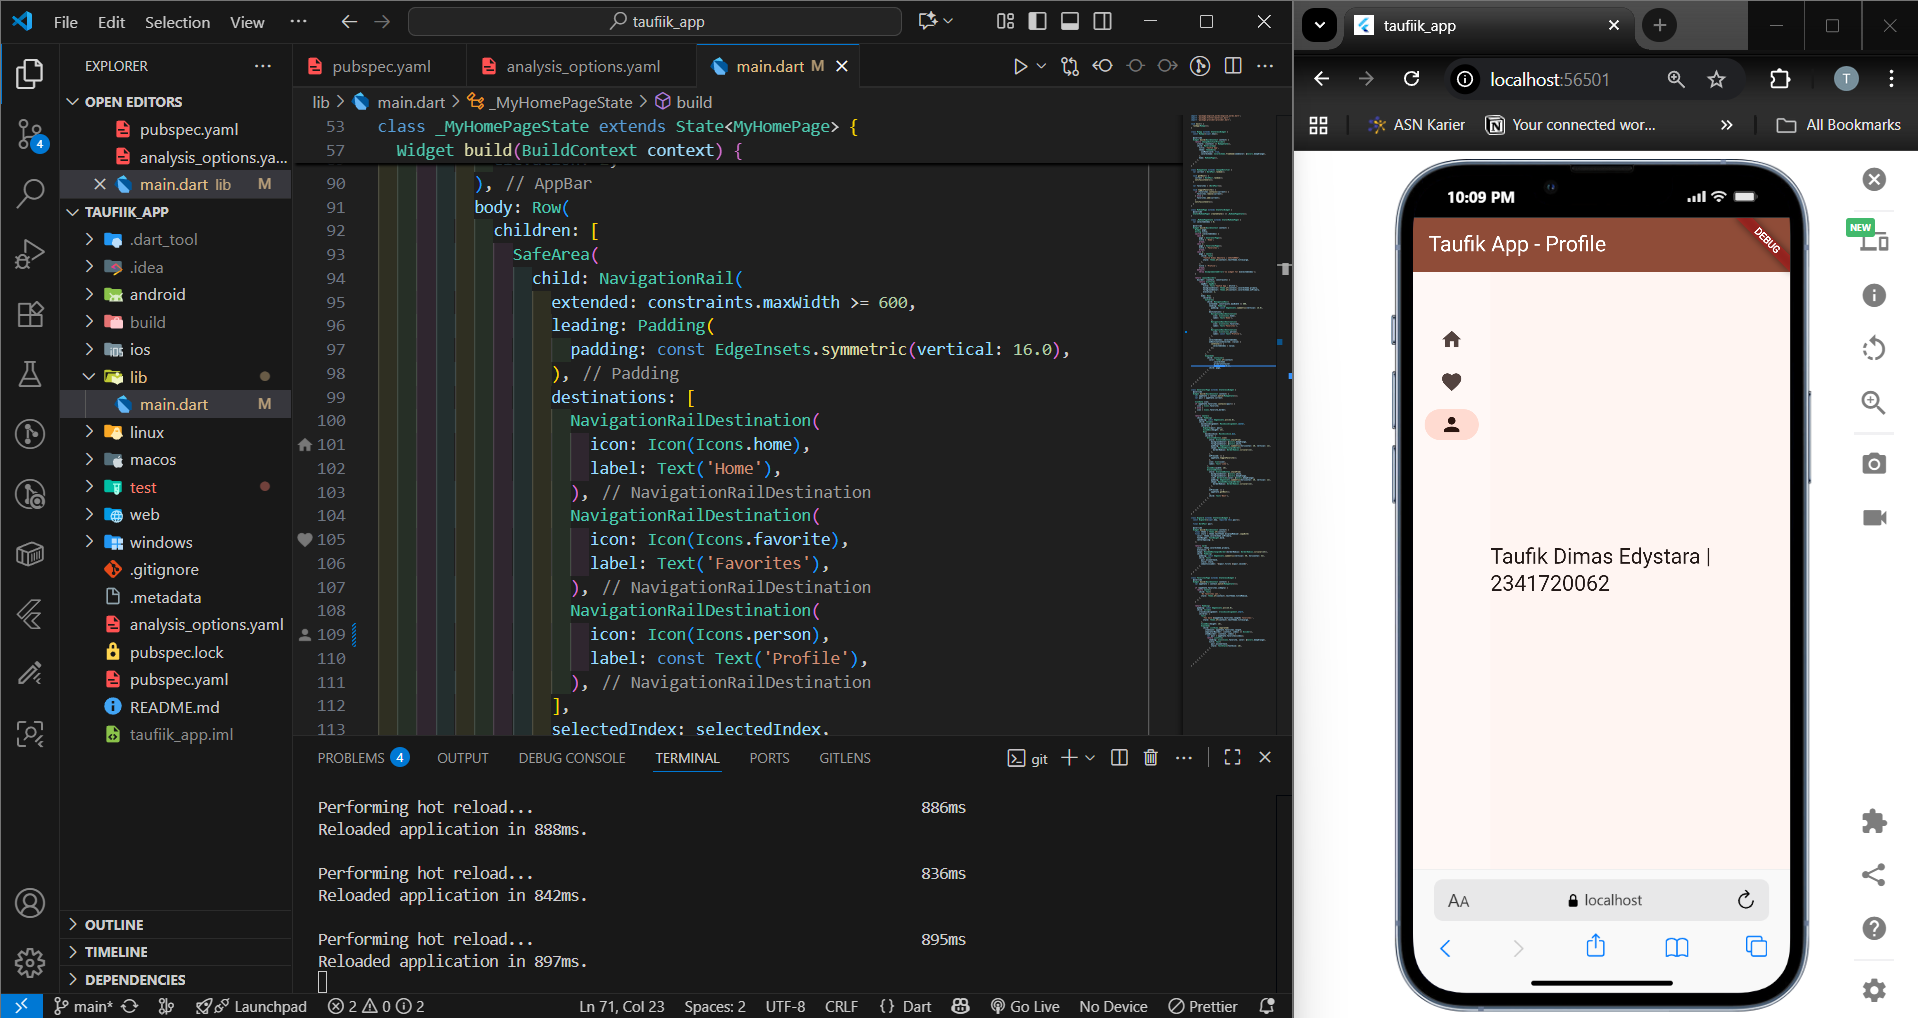 File Edit Selection View ··· taufiik_app
EXPLORER ···
OPEN EDITORS
pubspec.yaml
analysis_options.ya...
main.dart lib M
TAUFIIK_APP
.dart_tool
.idea
android
build
ios
lib
main.dart M
linux
macos
test
web
windows
.gitignore
.metadata
analysis_options.yaml
pubspec.lock
pubspec.yaml
README.md
taufiik_app.iml
OUTLINE
TIMELINE
DEPENDENCIES
4
pubspec.yaml analysis_options.yaml main.dart M
lib > main.dart > _MyHomePageState > build
53 class _MyHomePageState extends State<MyHomePage> {
57 Widget build(BuildContext context) {
90 ), // AppBar
91 body: Row(
92 children: [
93 SafeArea(
94 child: NavigationRail(
95 extended: constraints.maxWidth >= 600,
96 leading: Padding(
97 padding: const EdgeInsets.symmetric(vertical: 16.0),
98 ), // Padding
99 destinations: [
100 NavigationRailDestination(
101 icon: Icon(Icons.home),
102 label: Text('Home'),
103 ), // NavigationRailDestination
104 NavigationRailDestination(
105 icon: Icon(Icons.favorite),
106 label: Text('Favorites'),
107 ), // NavigationRailDestination
108 NavigationRailDestination(
109 icon: Icon(Icons.person),
110 label: const Text('Profile'),
111 ), // NavigationRailDestination
112 ],
113 selectedIndex: selectedIndex,
PROBLEMS 4 OUTPUT DEBUG CONSOLE TERMINAL PORTS GITLENS git
Performing hot reload... 886ms
Reloaded application in 888ms.
Performing hot reload... 836ms
Reloaded application in 842ms.
Performing hot reload... 895ms
Reloaded application in 897ms.
main* Launchpad 2 0 2 Ln 71, Col 23 Spaces: 2 UTF-8 CRLF {} Dart Go Live No Device Prettier
taufiik_app
localhost:56501 T
ASN Karier Your connected wor... » All Bookmarks
10:09 PM
Taufik App - Profile
DEBUG
Taufik Dimas Edystara |
2341720062
AA localhost
NEW